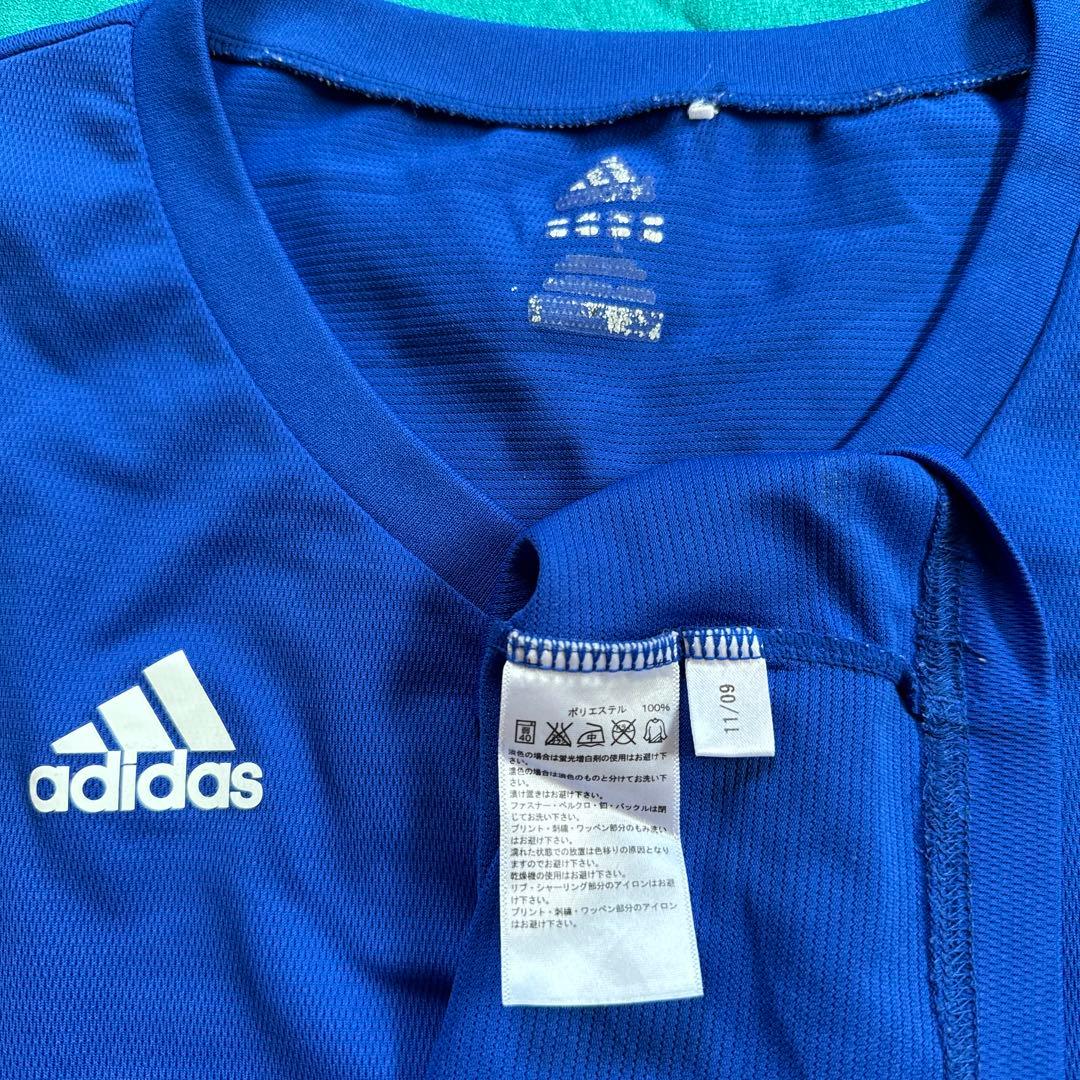 adidas
ポリエステル 100%
弱
40
中
淡色の場合は蛍光増白剤の使用はお避け下
さい。
濃色の場合は淡色のものと分けてお洗い下
さい。
漬け置きはお避け下さい。
ファスナー・ベルクロ・釦・バックルは閉
じてお洗い下さい。
プリント・刺繍・ワッペン部分のもみ洗い
はお避け下さい。
濡れた状態での放置は色移りの原因となり
ますのでお避け下さい。
乾燥機の使用はお避け下さい。
リブ・シャーリング部分のアイロンはお避
け下さい。
プリント・刺繍・ワッペン部分のアイロン
はお避け下さい。
11/09